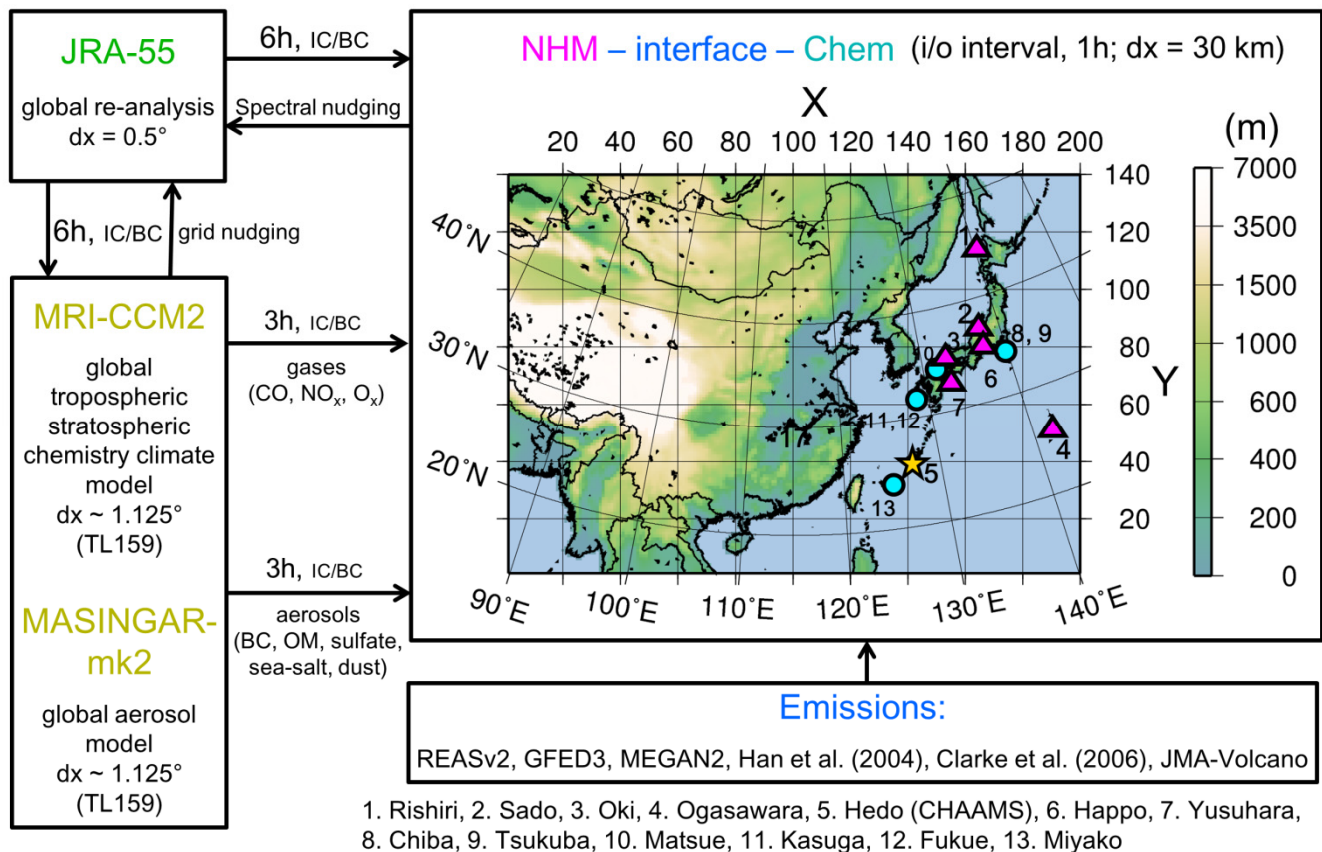 JRA-55
global re-analysis
dx = 0.5°
6h, IC/BC
Spectral nudging
6h, IC/BC
grid nudging
MRI-CCM2
global
tropospheric
stratospheric
chemistry climate
model
dx ~ 1.125°
(TL159)
MASINGAR-
mk2
global aerosol
model
dx ~ 1.125°
(TL159)
3h, IC/BC
gases
(CO, NOₓ, Oₓ)
3h, IC/BC
aerosols
(BC, OM, sulfate,
sea-salt, dust)
NHM – interface – Chem (i/o interval, 1h; dx = 30 km)
X
20 40 60 80 100 120 140 160 180 200
(m)
140
120
100
80
60
40
20
Y
7000
3500
1500
1000
600
400
200
0
40°N
30°N
20°N
90°E
100°E
110°E
120°E
130°E
140°E
1
2
3
8, 9
0
6
7
11,12
17
4
5
13
Emissions:
REASv2, GFED3, MEGAN2, Han et al. (2004), Clarke et al. (2006), JMA-Volcano
1. Rishiri, 2. Sado, 3. Oki, 4. Ogasawara, 5. Hedo (CHAAMS), 6. Happo, 7. Yusuhara,
8. Chiba, 9. Tsukuba, 10. Matsue, 11. Kasuga, 12. Fukue, 13. Miyako